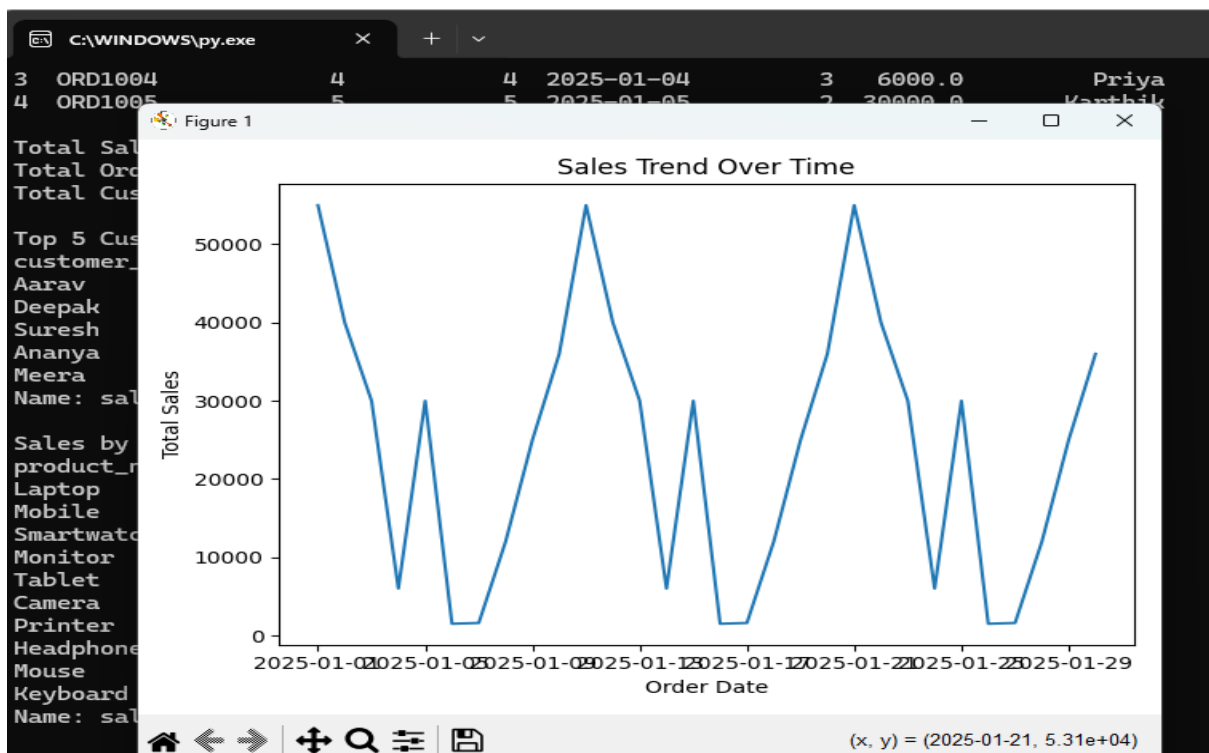 C:\WINDOWS\py.exe
3 ORD1004 4 4 2025-01-04 3 6000.0 Priya
4 ORD1005 5 5 2025-01-05 2 30000.0 Karthik
Figure 1
Total Sal
Total Ord
Total Cus
Top 5 Cus
customer_
Aarav
Deepak
Suresh
Ananya
Meera
Name: sal
Sales by
product_n
Laptop
Mobile
Smartwatc
Monitor
Tablet
Camera
Printer
Headphone
Mouse
Keyboard
Name: sal
Sales Trend Over Time
50000
40000
30000
20000
10000
0
Total Sales
2025-01-01 2025-01-05 2025-01-09 2025-01-13 2025-01-17 2025-01-21 2025-01-25 2025-01-29
Order Date
(x, y) = (2025-01-21, 5.31e+04)